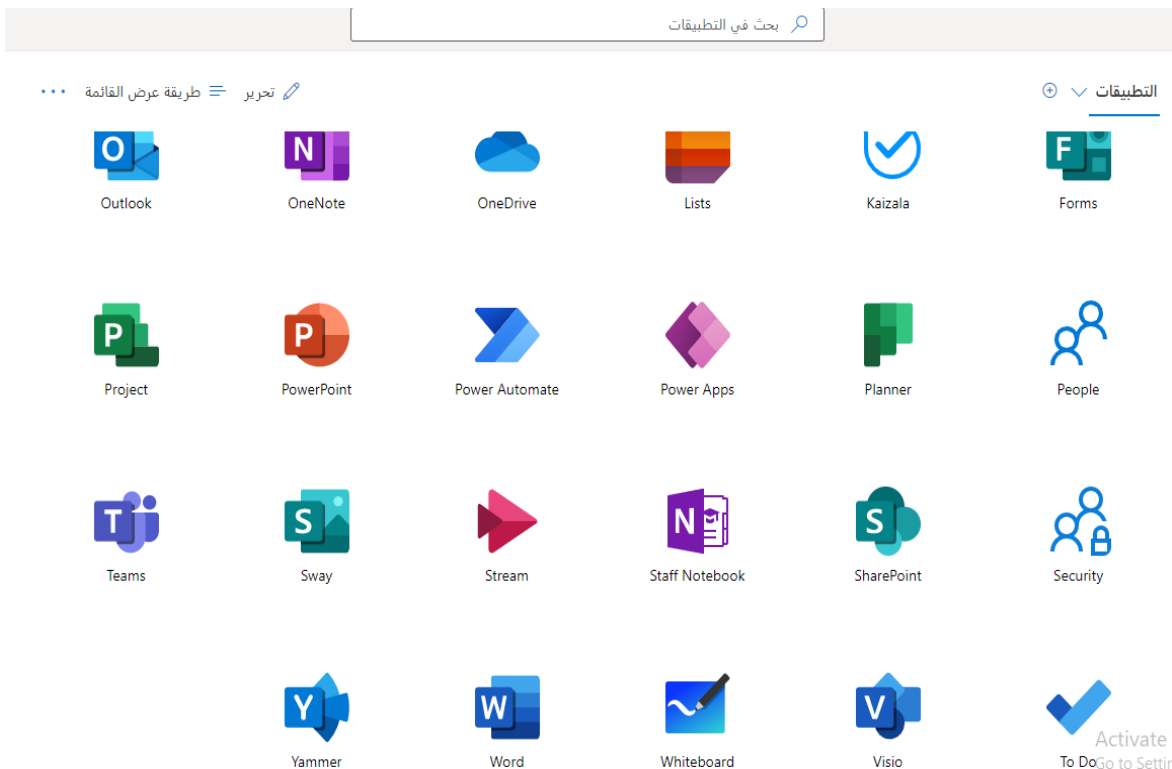 بحث في التطبيقات
التطبيقات
تحرير
طريقة عرض القائمة
Forms
Kaizala
Lists
OneDrive
OneNote
Outlook
People
Planner
Power Apps
Power Automate
PowerPoint
Project
Security
SharePoint
Staff Notebook
Stream
Sway
Teams
To Do
Visio
Whiteboard
Word
Yammer
Activate
Go to Settin